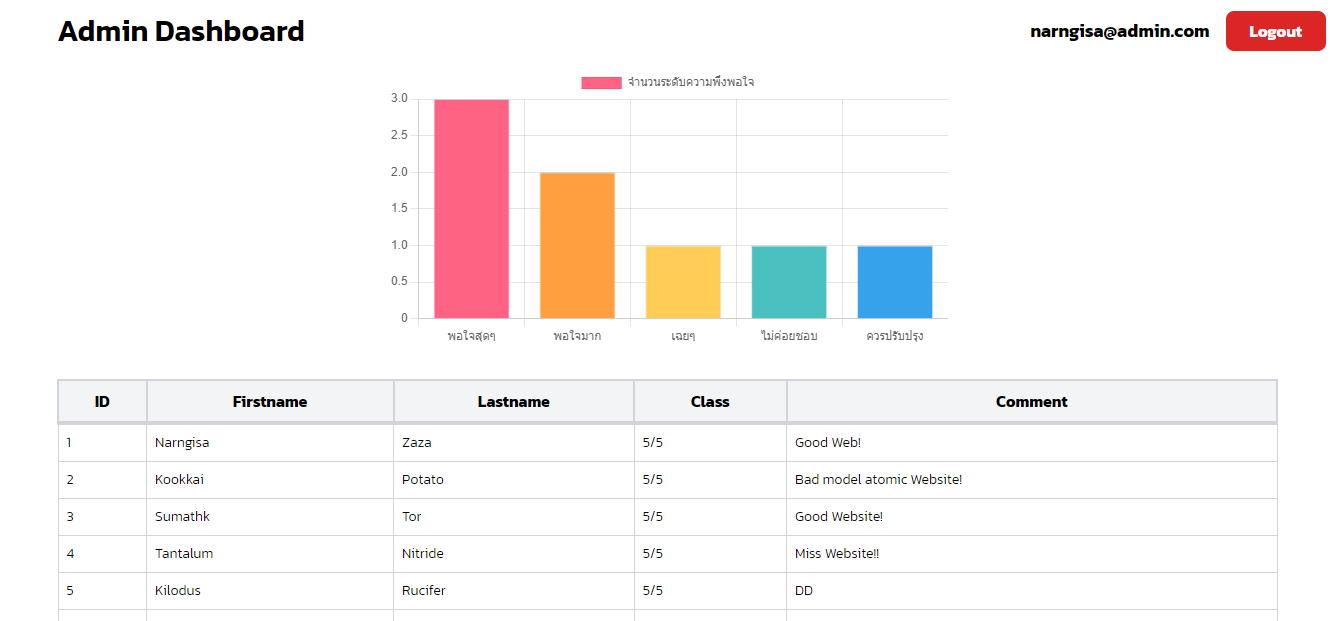 Admin Dashboard
narngisa@admin.com Logout
จำนวนระดับความพึงพอใจ
3.0
2.5
2.0
1.5
1.0
0.5
0
พอใจสุดๆ พอใจมาก เฉยๆ ไม่ค่อยชอบ ควรปรับปรุง
ID Firstname Lastname Class Comment
1 Narngisa Zaza 5/5 Good Web!
2 Kookkai Potato 5/5 Bad model atomic Website!
3 Sumathk Tor 5/5 Good Website!
4 Tantalum Nitride 5/5 Miss Website!!
5 Kilodus Rucifer 5/5 DD